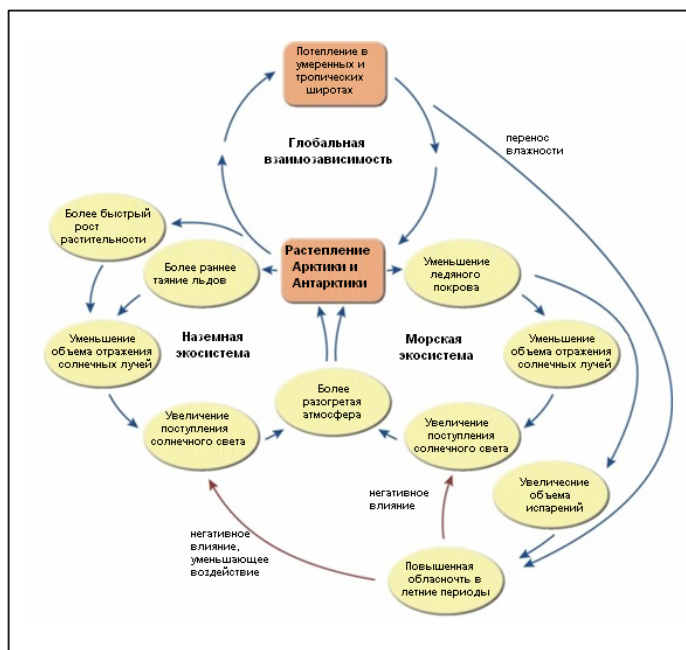 Потепление в
умеренных и
тропических
широтах
Глобальная
взаимозависимость
перенос
влажности
Более быстрый
рост
растительности
Более раннее
таяние льдов
Растепление
Арктики и
Антарктики
Уменьшение
ледяного
покрова
Уменьшение
объема отражения
солнечных лучей
Наземная
экосистема
Морская
экосистема
Уменьшение
объема отражения
солнечных лучей
Более
разогретая
атмосфера
Увеличение
поступления
солнечного света
Увеличение
поступления
солнечного света
Увеличесние
объема
испарений
негативное
влияние
негативное
влияние,
уменьшающее
воздействие
Повышенная
обласночть в
летние периоды